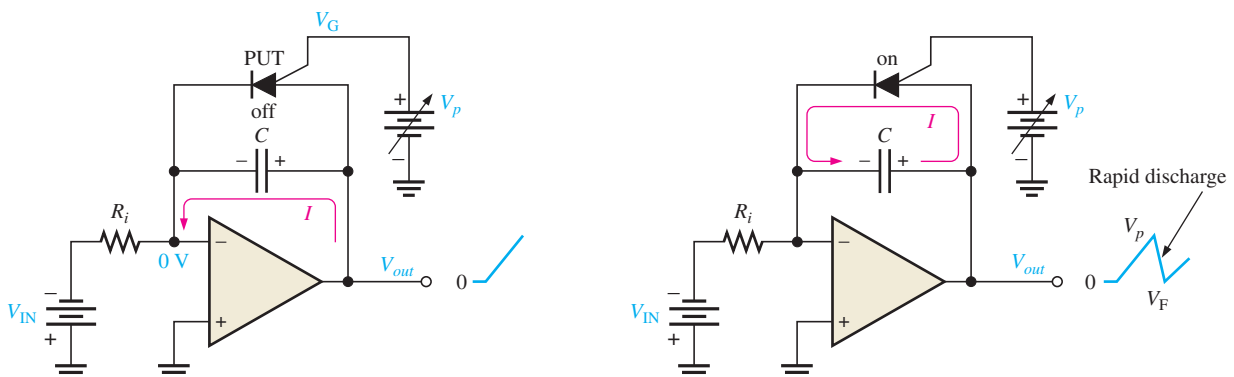 V_G
PUT
off
+
V_p
−
C
− +
I
R_i
−
0 V
V_out
0
−
V_IN
+
+
on
+
V_p
−
I
C
− +
Rapid discharge
R_i
V_p
−
V_out
0
V_F
−
V_IN
+
+